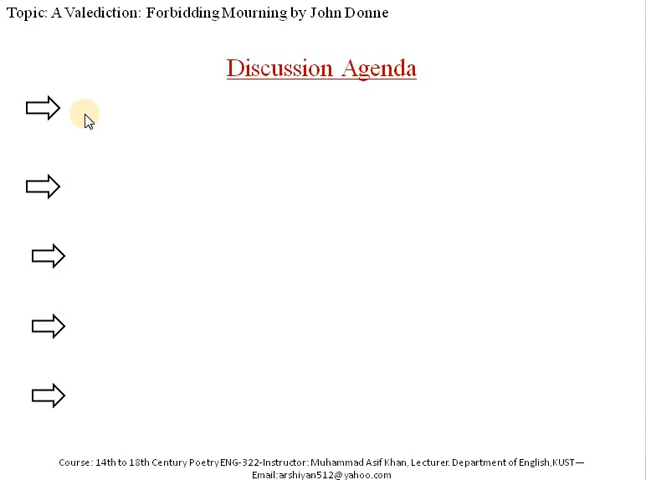 Topic: A Valediction: Forbidding Mourning by John Donne
Discussion Agenda
Course: 14th to 18th Century Poetry ENG-322-Instructor: Muhammad Asif Khan, Lecturer. Department of English,KUST—
Email:arshiyan512@yahoo.com